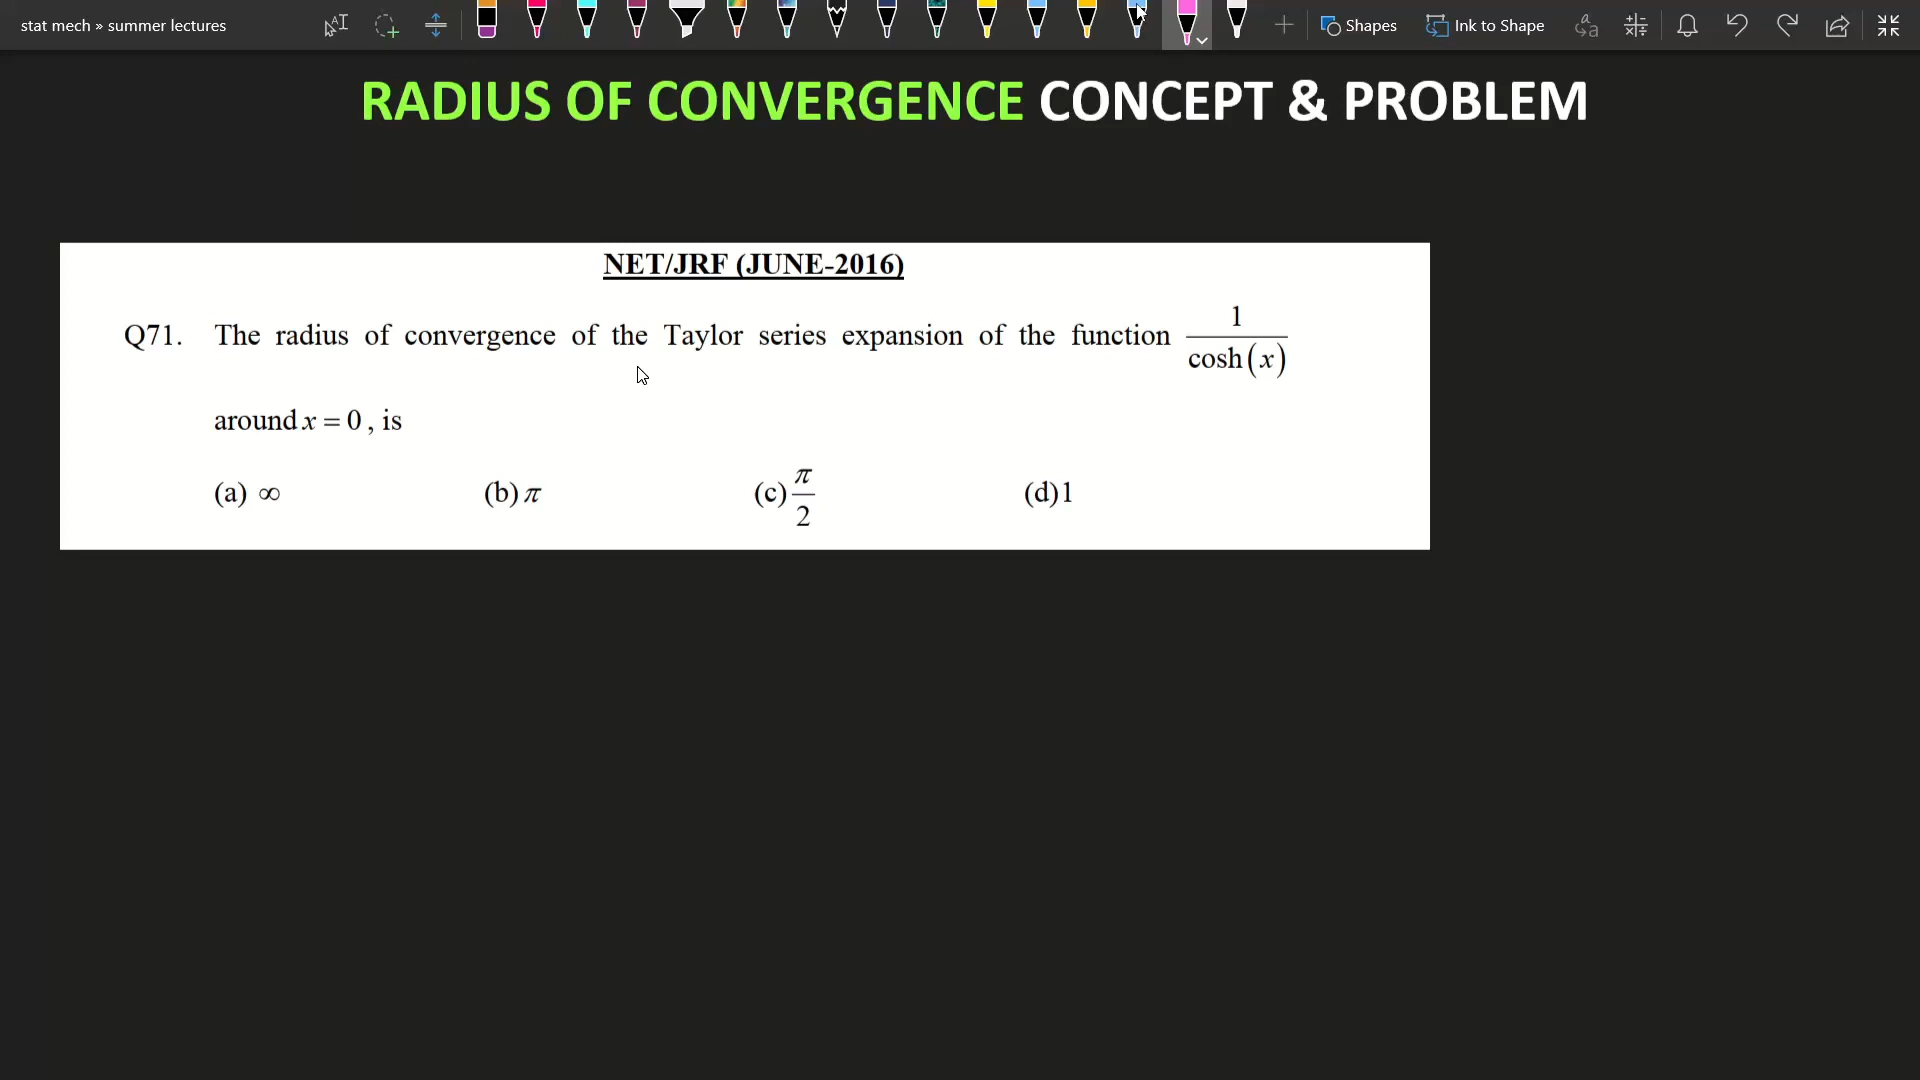 stat mech » summer lectures
Shapes
Ink to Shape
RADIUS OF CONVERGENCE CONCEPT & PROBLEM
NET/JRF (JUNE-2016)
Q71. The radius of convergence of the Taylor series expansion of the function 1/cosh(x)
around x = 0, is
(a) ∞ (b) π (c) π/2 (d) 1